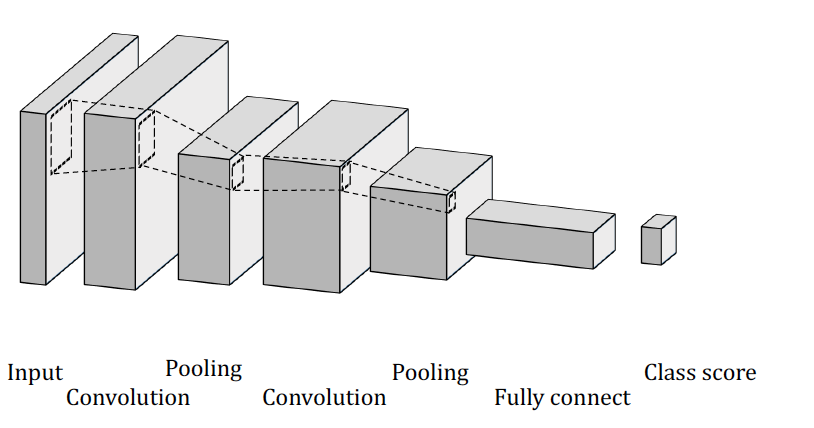 Input
Convolution
Pooling
Convolution
Pooling
Fully connect
Class score